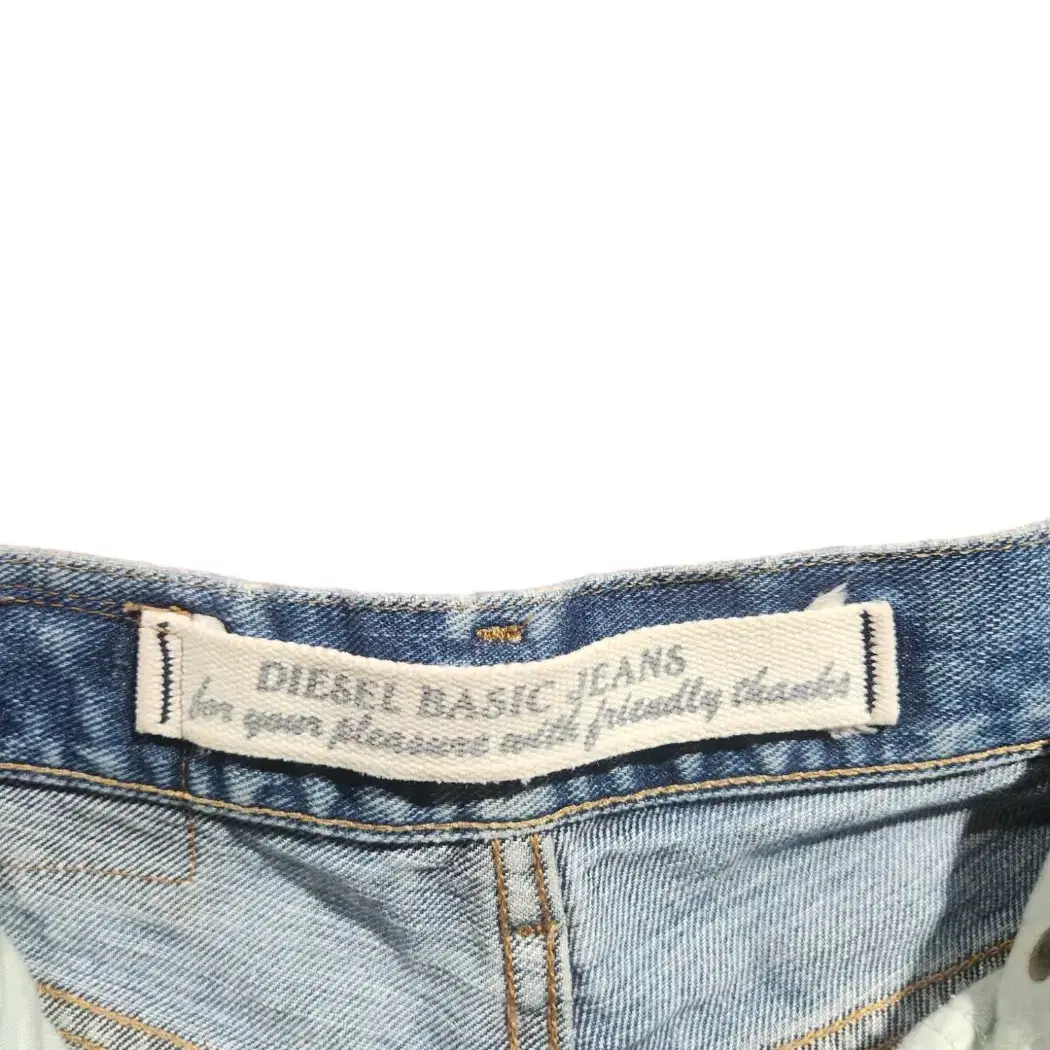 DIESEL BASIC JEANS
for your pleasure with friendly thanks